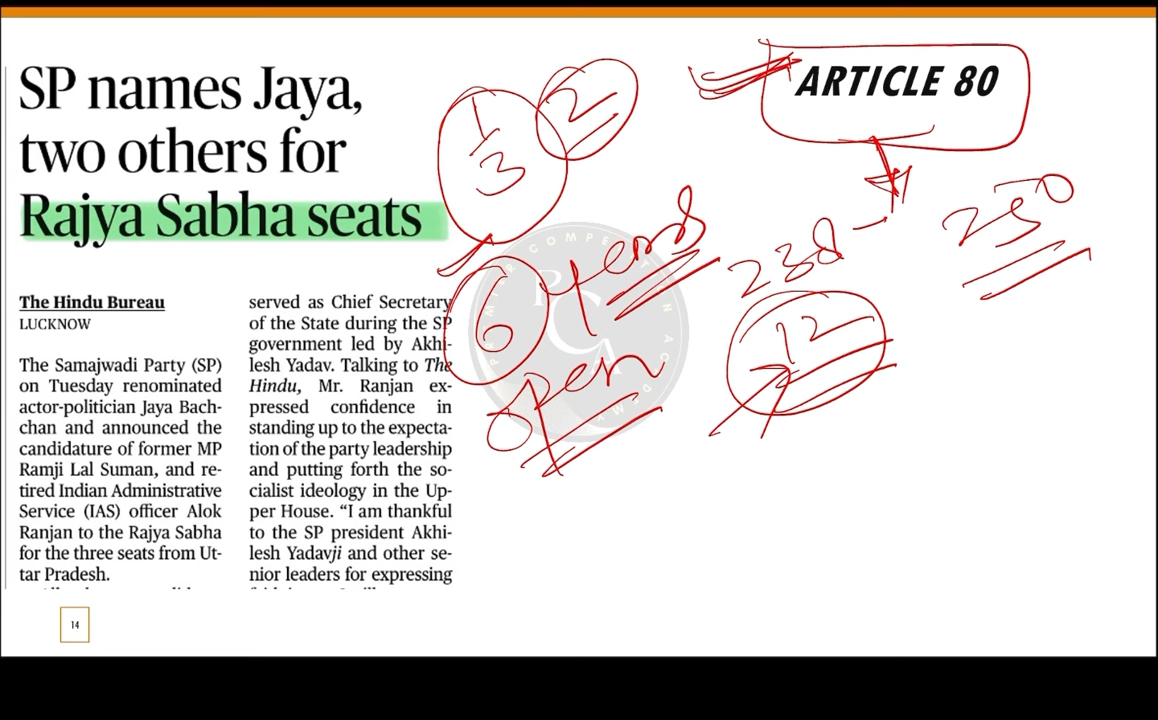 SP names Jaya,
two others for
Rajya Sabha seats
The Hindu Bureau
LUCKNOW
The Samajwadi Party (SP)
on Tuesday renominated
actor-politician Jaya Bach-
chan and announced the
candidature of former MP
Ramji Lal Suman, and re-
tired Indian Administrative
Service (IAS) officer Alok
Ranjan to the Rajya Sabha
for the three seats from Ut-
tar Pradesh.
served as Chief Secretary
of the State during the SP
government led by Akhi-
lesh Yadav. Talking to The
Hindu, Mr. Ranjan ex-
pressed confidence in
standing up to the expecta-
tion of the party leadership
and putting forth the so-
cialist ideology in the Up-
per House. “I am thankful
to the SP president Akhi-
lesh Yadavji and other se-
nior leaders for expressing
1/3
2
6 years
open
ARTICLE 80
250
238
12
14